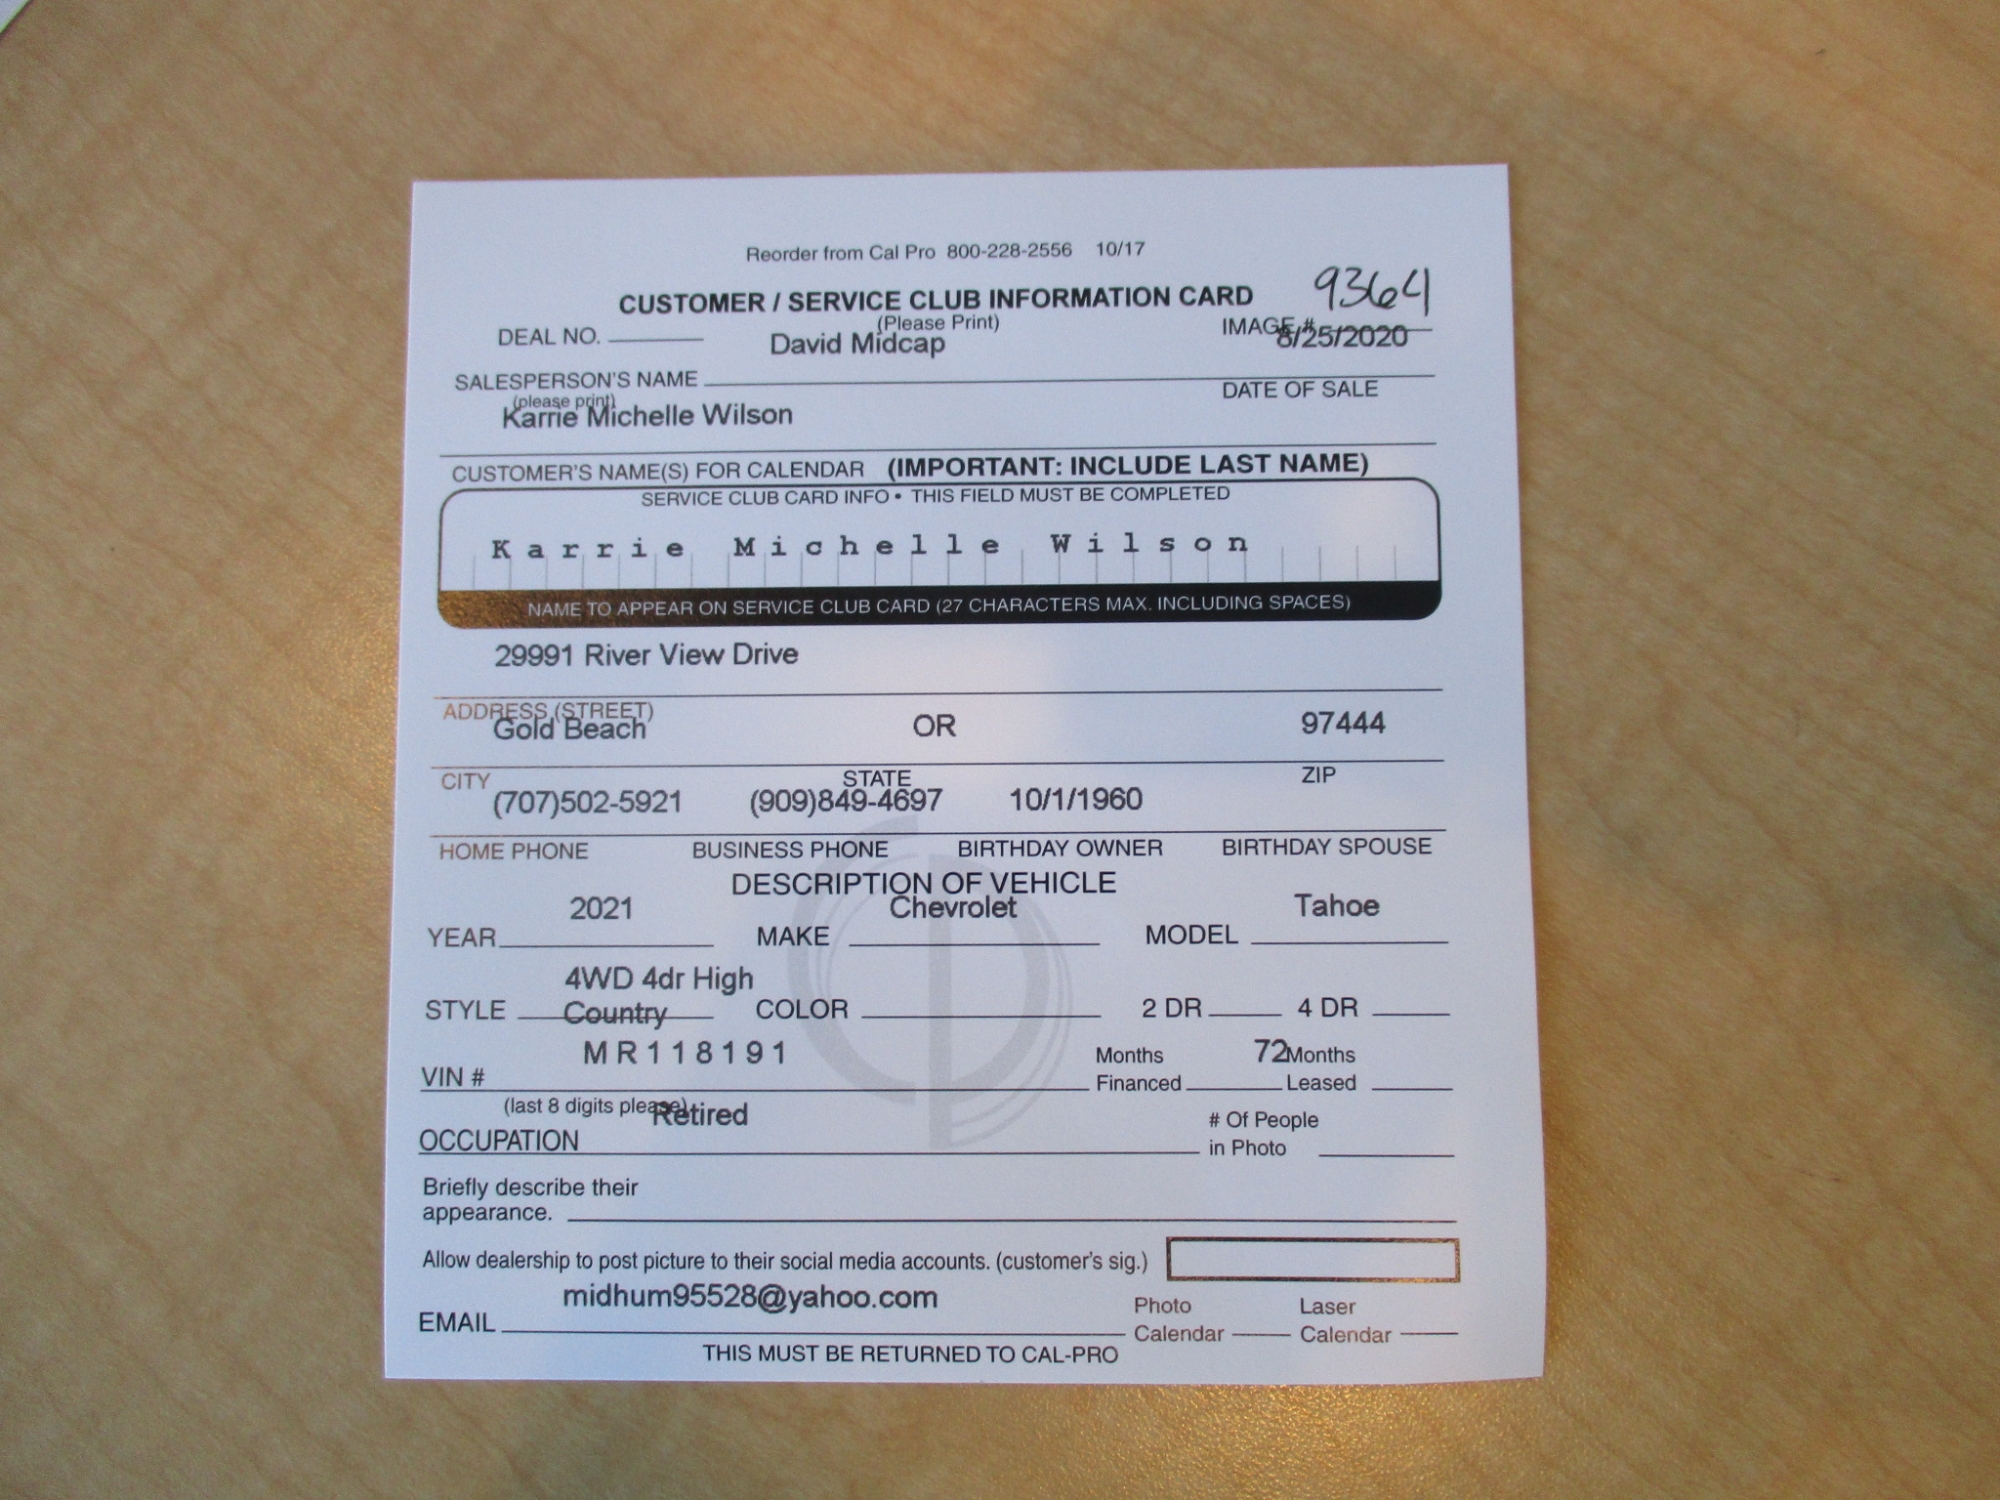 Reorder from Cal Pro 800-228-2556 10/17
CUSTOMER / SERVICE CLUB INFORMATION CARD 9364
(Please Print)
DEAL NO. David Midcap IMAGE # 8/25/2020
SALESPERSON'S NAME DATE OF SALE
(please print)
Karrie Michelle Wilson
CUSTOMER'S NAME(S) FOR CALENDAR (IMPORTANT: INCLUDE LAST NAME)
SERVICE CLUB CARD INFO • THIS FIELD MUST BE COMPLETED
Karrie Michelle Wilson
NAME TO APPEAR ON SERVICE CLUB CARD (27 CHARACTERS MAX. INCLUDING SPACES)
29991 River View Drive
ADDRESS (STREET)
Gold Beach OR 97444
CITY STATE ZIP
(707)502-5921 (909)849-4697 10/1/1960
HOME PHONE BUSINESS PHONE BIRTHDAY OWNER BIRTHDAY SPOUSE
DESCRIPTION OF VEHICLE
2021 Chevrolet Tahoe
YEAR MAKE MODEL
4WD 4dr High
STYLE Country COLOR 2 DR 4 DR
MR118191 Months 72 Months
VIN # Financed Leased
(last 8 digits please) Retired # Of People
OCCUPATION in Photo
Briefly describe their
appearance.
Allow dealership to post picture to their social media accounts. (customer's sig.)
midhum95528@yahoo.com Photo Laser
EMAIL Calendar Calendar
THIS MUST BE RETURNED TO CAL-PRO